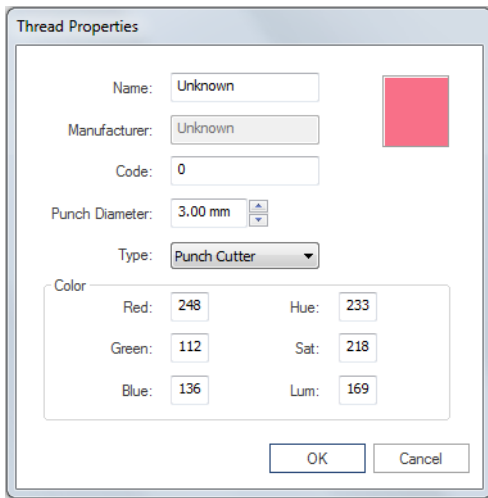 Thread Properties
Name: Unknown
Manufacturer: Unknown
Code: 0
Punch Diameter: 3.00 mm
Type: Punch Cutter
Color
Red: 248 Hue: 233
Green: 112 Sat: 218
Blue: 136 Lum: 169
OK Cancel